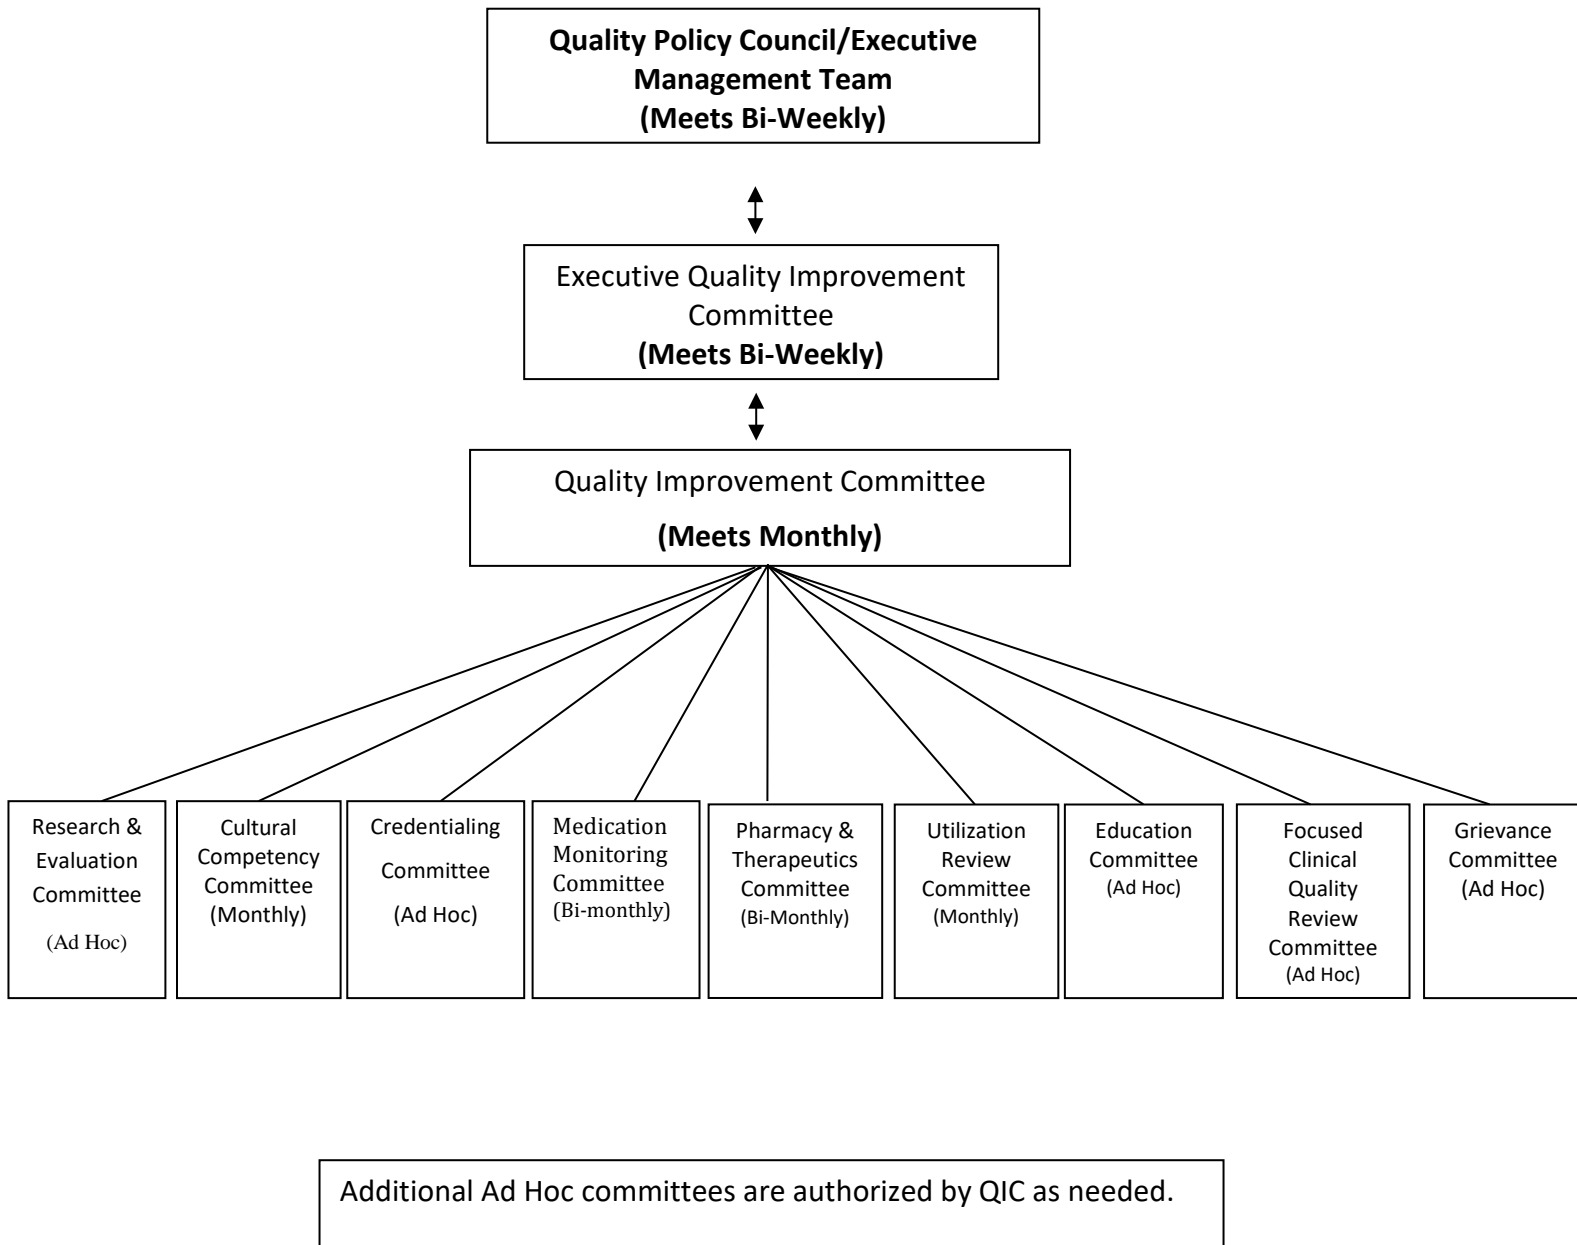 Quality Policy Council/Executive
Management Team
(Meets Bi-Weekly)
Executive Quality Improvement
Committee
(Meets Bi-Weekly)
Quality Improvement Committee
(Meets Monthly)
Research &
Evaluation
Committee
(Ad Hoc)
Cultural
Competency
Committee
(Monthly)
Credentialing
Committee
(Ad Hoc)
Medication
Monitoring
Committee
(Bi-monthly)
Pharmacy &
Therapeutics
Committee
(Bi-Monthly)
Utilization
Review
Committee
(Monthly)
Education
Committee
(Ad Hoc)
Focused
Clinical
Quality
Review
Committee
(Ad Hoc)
Grievance
Committee
(Ad Hoc)
Additional Ad Hoc committees are authorized by QIC as needed.